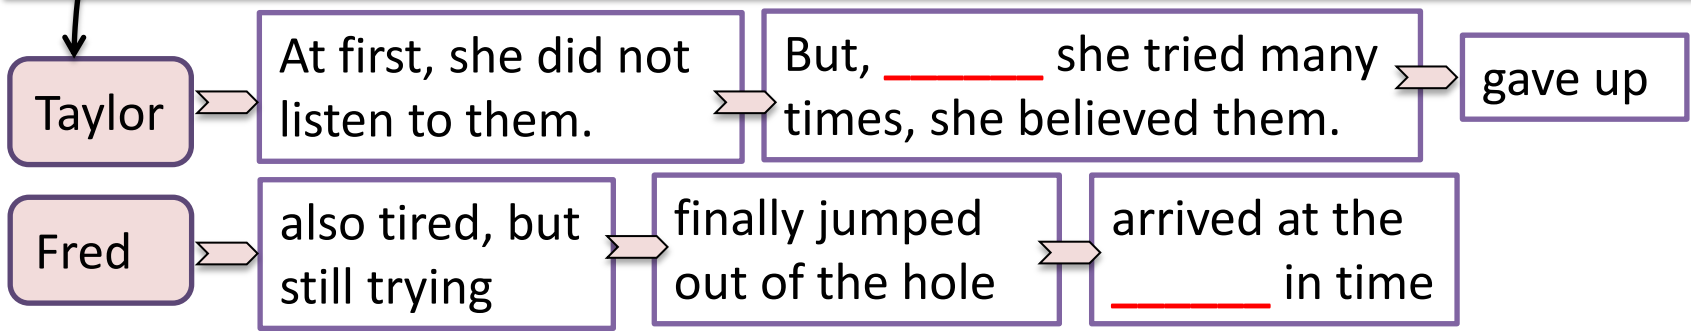 Taylor
At first, she did not
listen to them.
But, ______ she tried many
times, she believed them.
gave up
Fred
also tired, but
still trying
finally jumped
out of the hole
arrived at the
______ in time